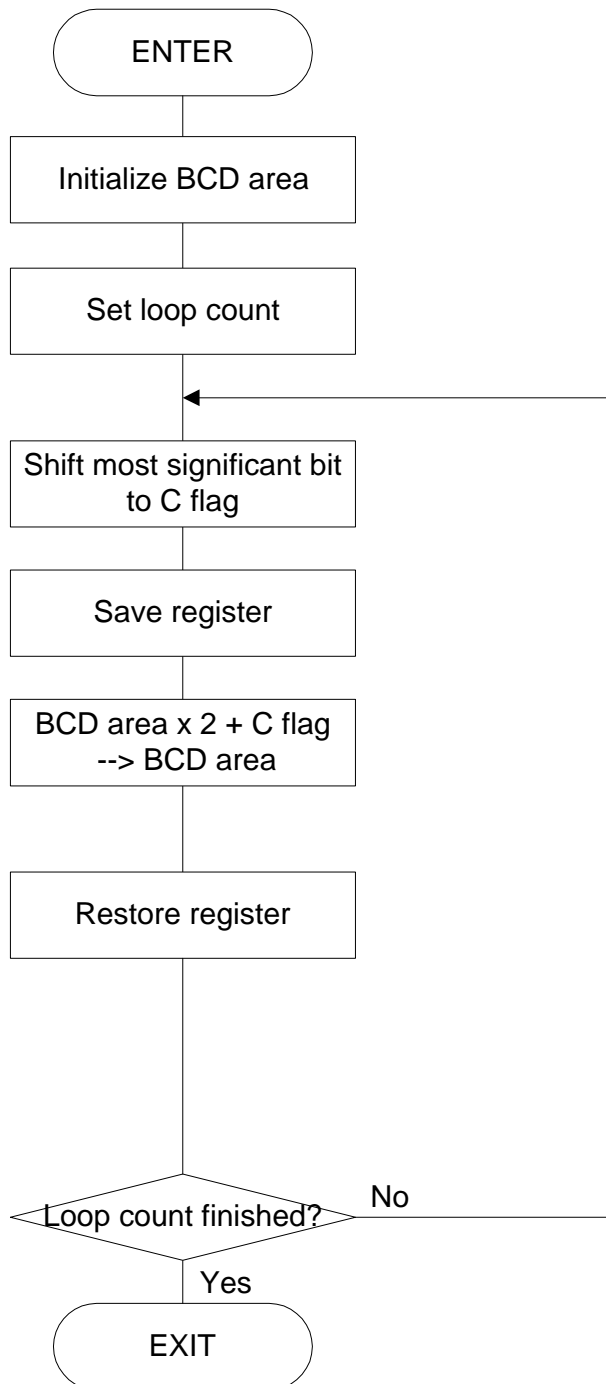 ENTER
Initialize BCD area
Set loop count
Shift most significant bit
to C flag
Save register
BCD area x 2 + C flag
--> BCD area
Restore register
Loop count finished?
No
Yes
EXIT